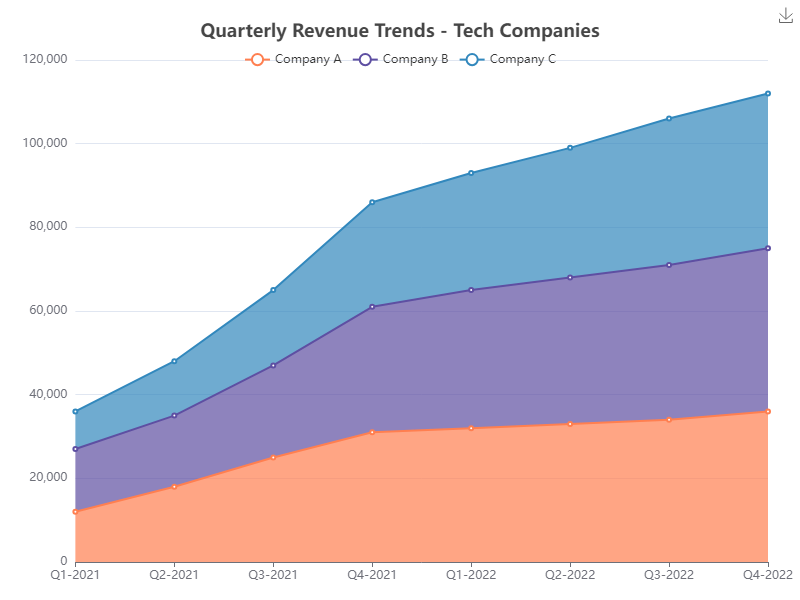 Quarterly Revenue Trends - Tech Companies
Company A Company B Company C
120,000
100,000
80,000
60,000
40,000
20,000
0
Q1-2021 Q2-2021 Q3-2021 Q4-2021 Q1-2022 Q2-2022 Q3-2022 Q4-2022